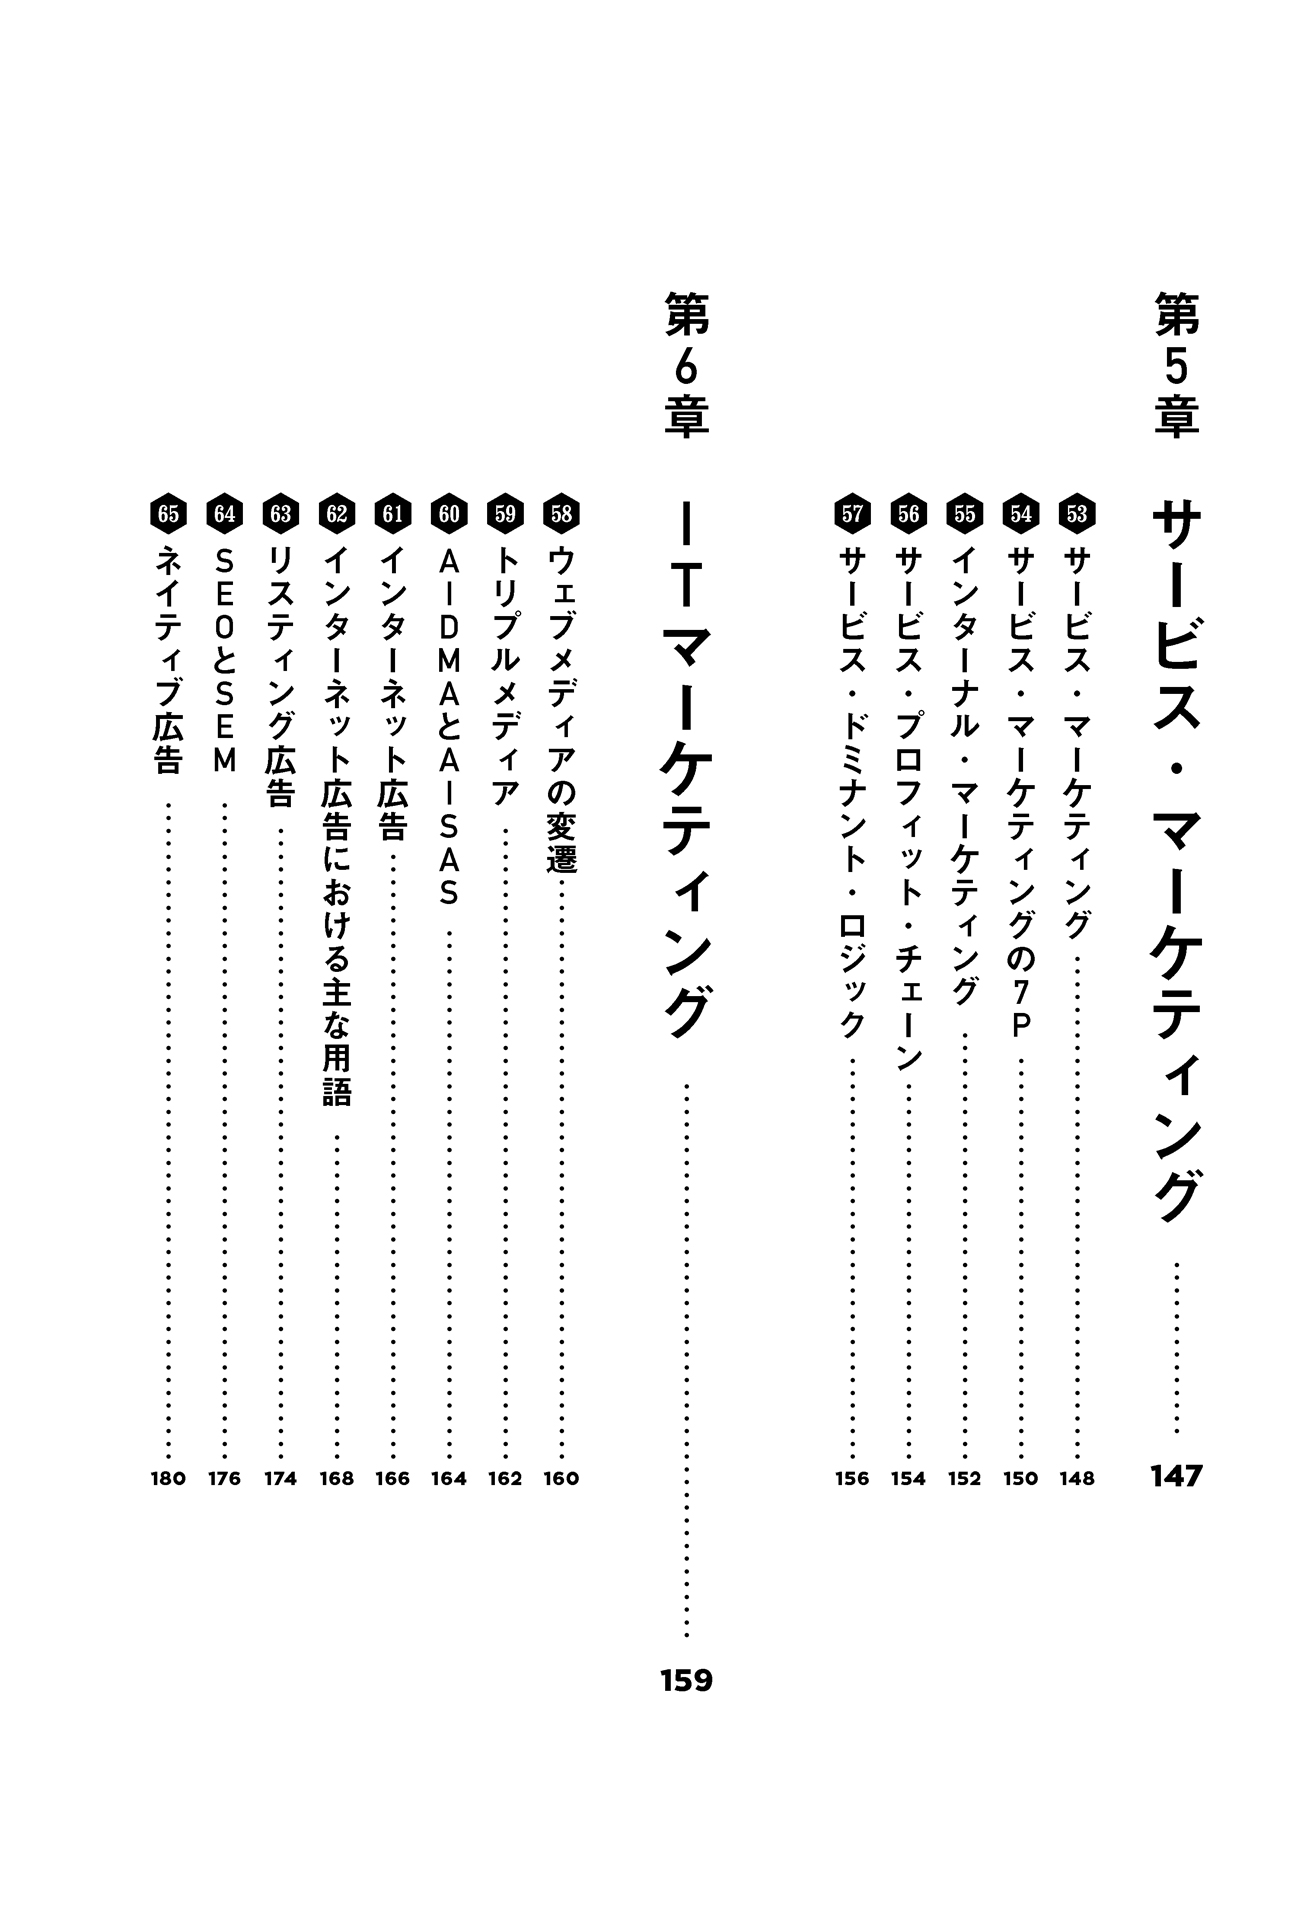 第5章 サービス・マーケティング 147
53 サービス・マーケティング 148
54 サービス・マーケティングの7P 150
55 インターナル・マーケティング 152
56 サービス・プロフィット・チェーン 154
57 サービス・ドミナント・ロジック 156
第6章 ITマーケティング 159
58 ウェブメディアの変遷 160
59 トリプルメディア 162
60 AIDMAとAISAS 164
61 インターネット広告 166
62 インターネット広告における主な用語 168
63 リスティング広告 174
64 SEOとSEM 176
65 ネイティブ広告 180